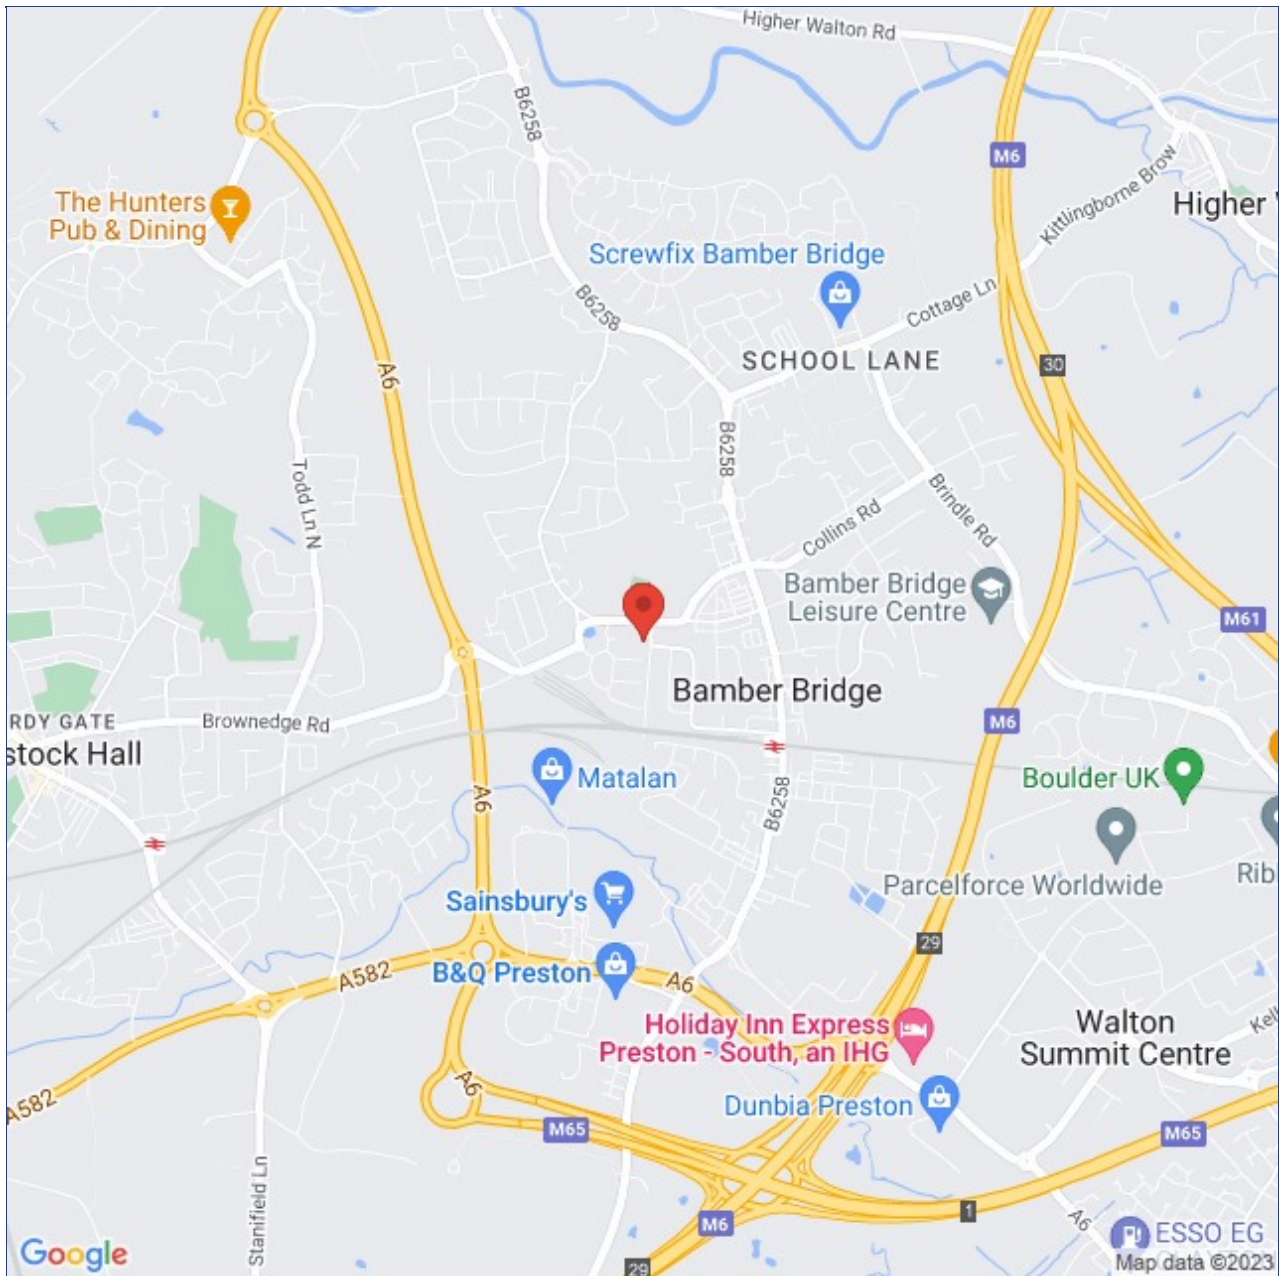 Higher Walton Rd
B6258
M6
Kittlingborne Brow
The Hunters
Pub & Dining
Higher
Screwfix Bamber Bridge
Cottage Ln
B6258
SCHOOL LANE
30
A6
B6258
Todd Ln N
Brindle Rd
Collins Rd
Bamber Bridge
Leisure Centre
M61
Bamber Bridge
RDY GATE
Brownedge Rd
M6
stock Hall
Matalan
Boulder UK
A6
B6258
Parcelforce Worldwide
Rib
Sainsbury's
29
A582
B&Q Preston
A6
Holiday Inn Express
Preston - South, an IHG
Walton
Summit Centre
Kell
A6
A582
Dunbia Preston
M65
M65
Stanifield Ln
M6
1
A6
ESSO EG
Google
29
Map data ©2023